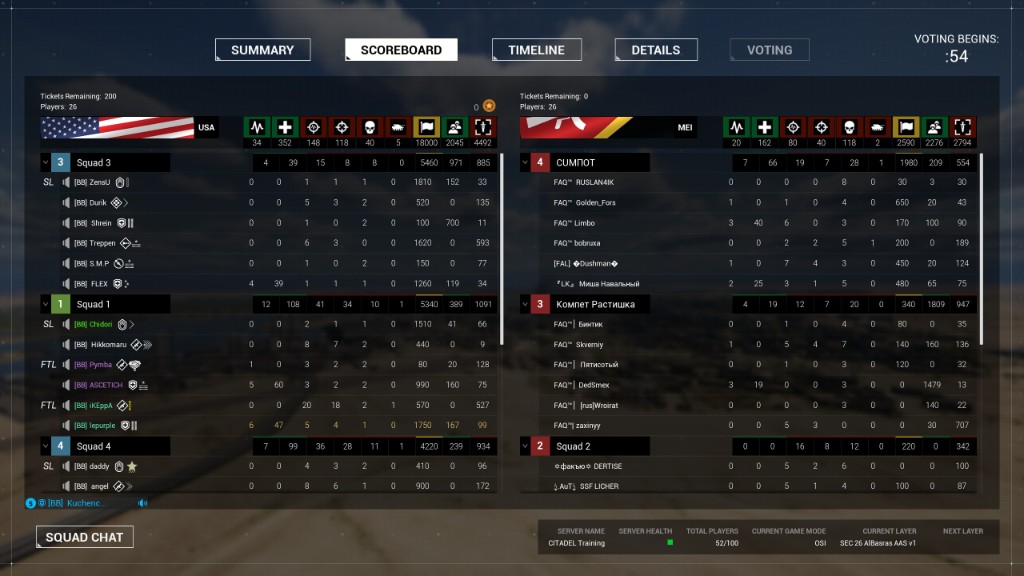 SUMMARY SCOREBOARD TIMELINE DETAILS VOTING
VOTING BEGINS:
:54
Tickets Remaining: 200
Players: 26
0
USA
34 352 148 118 40 5 18000 2045 4492
3 Squad 3 4 39 15 8 8 0 5460 971 885
SL [BB] ZensU 0 0 1 1 1 0 1810 152 33
[BB] Durik 0 0 5 3 2 0 520 0 135
[BB] Shrein 0 0 1 0 2 0 100 700 11
[BB] Treppen 0 0 6 3 0 0 1620 0 593
[BB] S.M.P 0 0 1 0 2 0 150 0 77
[BB] FLEX 4 39 1 1 1 0 1260 119 34
1 Squad 1 12 108 41 34 10 1 5340 389 1091
SL [BB] Chidori 0 0 2 1 0 1510 41 66
[BB] Hikkomaru 0 0 8 7 2 0 440 0 9
FTL [BB] Pymba 1 0 3 2 2 0 80 20 128
[BB] ASCETICH 5 60 3 2 2 0 990 160 75
FTL [BB] iKEppA 0 0 20 18 2 1 570 0 527
[BB] lepurple 6 47 5 4 1 0 1750 167 99
4 Squad 4 7 99 36 28 11 1 4220 239 934
SL [BB] daddy 0 0 4 3 2 0 410 0 96
[BB] angel 0 0 8 6 1 0 900 0 172
[BB] Kuchenc...
SQUAD CHAT
Tickets Remaining: 0
Players: 26
MEI
20 162 80 40 118 2 2590 2276 2794
4 СИМПОТ 7 66 19 7 28 1 1980 209 554
FAQ™ RUSLAN4IK 0 0 0 0 8 0 30 3 30
FAQ™ Golden_Fors 1 0 1 0 4 0 650 20 43
FAQ™ Limbo 3 40 6 0 3 0 170 100 90
FAQ™ bobruxa 0 0 2 2 5 1 200 0 189
[FAL] �Dushman� 1 0 7 4 3 0 450 20 124
『LK』 Миша Навальный 2 25 3 1 5 0 480 65 75
3 Компет Растишка 4 19 12 7 20 0 340 1809 947
FAQ™| Бинтик 0 0 1 0 4 0 80 0 35
FAQ™| Skverniy 1 0 5 4 2 0 140 160 136
FAQ™| Пятисотый 0 0 1 1 3 0 120 0 32
FAQ™| DedSmex 3 19 0 0 3 0 0 1479 13
FAQ™| [rus]Wroirat 0 0 0 0 3 0 0 140 22
FAQ™| zaxinyy 0 0 5 2 5 0 0 30 707
2 Squad 2 0 0 16 8 12 0 220 0 342
✡факъю✡ DERTISE 0 0 5 2 6 0 0 0 100
SSF LICHER 0 0 5 1 4 0 100 0 87
SERVER NAME SERVER HEALTH TOTAL PLAYERS CURRENT GAME MODE CURRENT LAYER NEXT LAYER
CITADEL Training 52/100 OSI SEC 26 AlBasras AAS v1